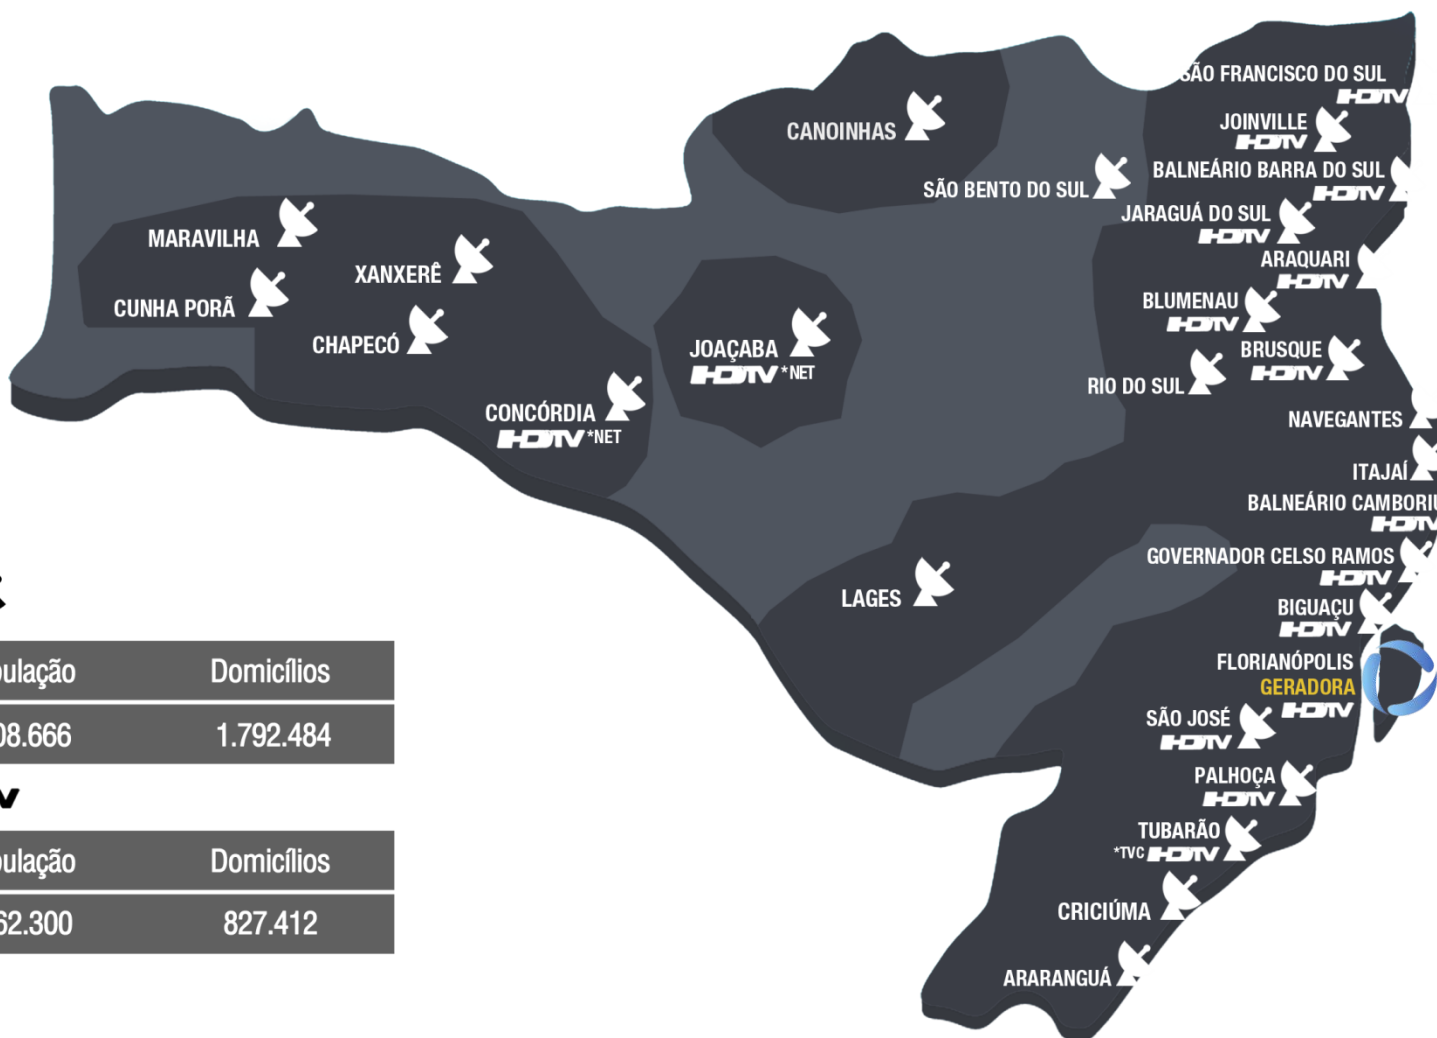 SÃO FRANCISCO DO SUL
HDTV
CANOINHAS
JOINVILLE
HDTV
BALNEÁRIO BARRA DO SUL
HDTV
SÃO BENTO DO SUL
JARAGUÁ DO SUL
HDTV
MARAVILHA
XANXERÊ
ARAQUARI
HDTV
CUNHA PORÃ
BLUMENAU
HDTV
CHAPECÓ
JOAÇABA
HDTV *NET
BRUSQUE
HDTV
RIO DO SUL
CONCÓRDIA
HDTV *NET
NAVEGANTES
ITAJAÍ
BALNEÁRIO CAMBORIÚ
HDTV
GOVERNADOR CELSO RAMOS
HDTV
LAGES
BIGUAÇU
HDTV
FLORIANÓPOLIS
GERADORA
HDTV
SÃO JOSÉ
HDTV
PALHOÇA
HDTV
TUBARÃO
*TVC HDTV
CRICIÚMA
ARARANGUÁ
ulação Domicílios
08.666 1.792.484
V
ulação Domicílios
62.300 827.412